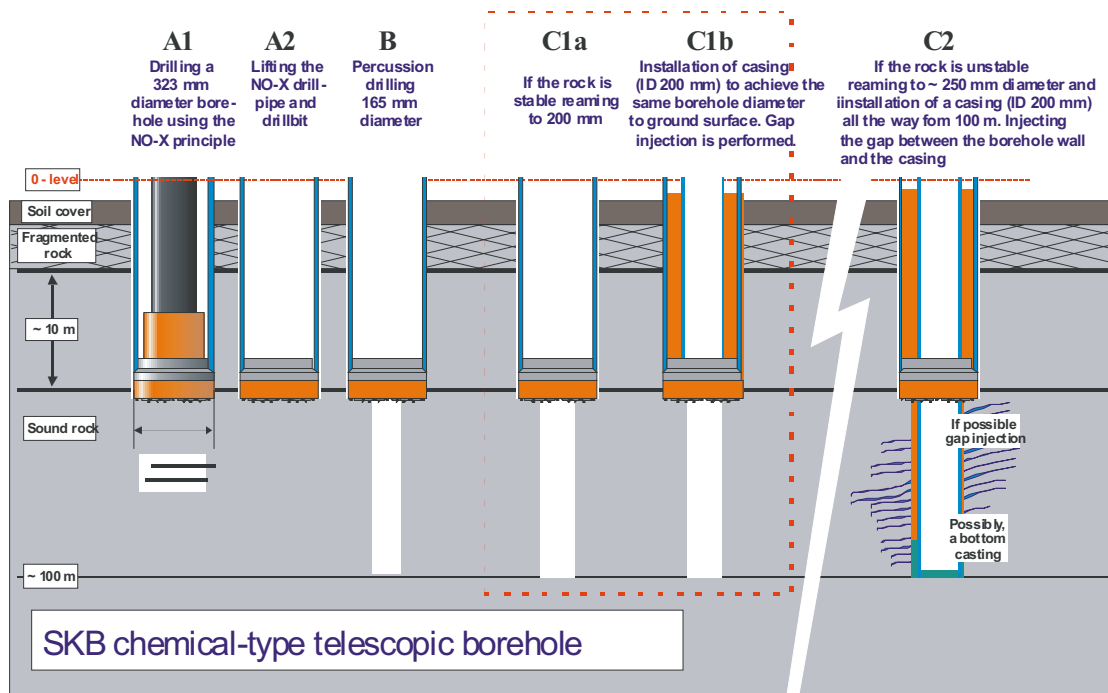 A1
Drilling a
323 mm
diameter bore-
hole using the
NO-X principle
A2
Lifting the
NO-X drill-
pipe and
drillbit
B
Percussion
drilling
165 mm
diameter
C1a
If the rock is
stable reaming
to 200 mm
C1b
Installation of casing
(ID 200 mm) to achieve the
same borehole diameter
to ground surface. Gap
injection is performed.
C2
If the rock is unstable
reaming to ~ 250 mm diameter and
iinstallation of a casing (ID 200 mm)
all the way fom 100 m. Injecting
the gap between the borehole wall
and the casing
0 - level
Soil cover
Fragmented
rock
~ 10 m
Sound rock
If possible
gap injection
Possibly,
a bottom
casting
~ 100 m
SKB chemical-type telescopic borehole